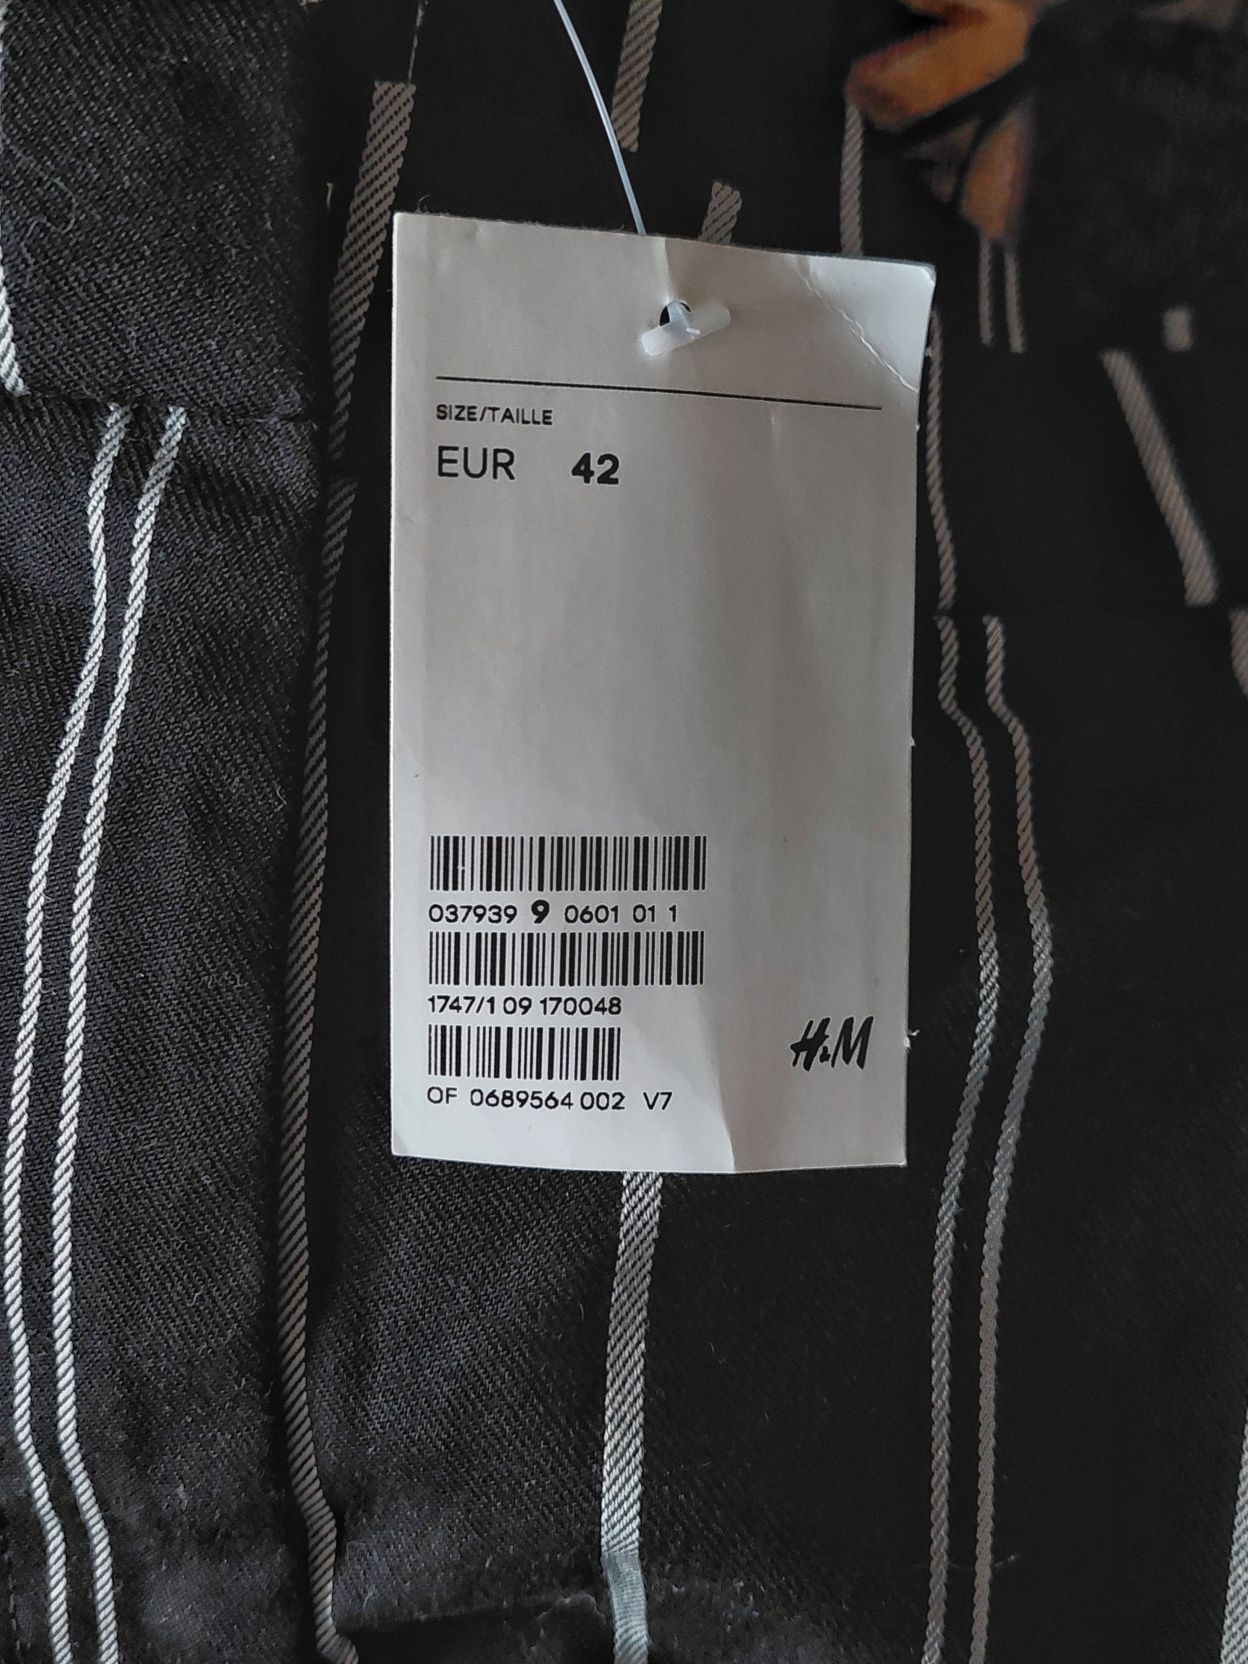 SIZE/TAILLE
EUR 42
037939 9 0601 01 1
1747/1 09 170048
OF 0689564 002 V7
H&M